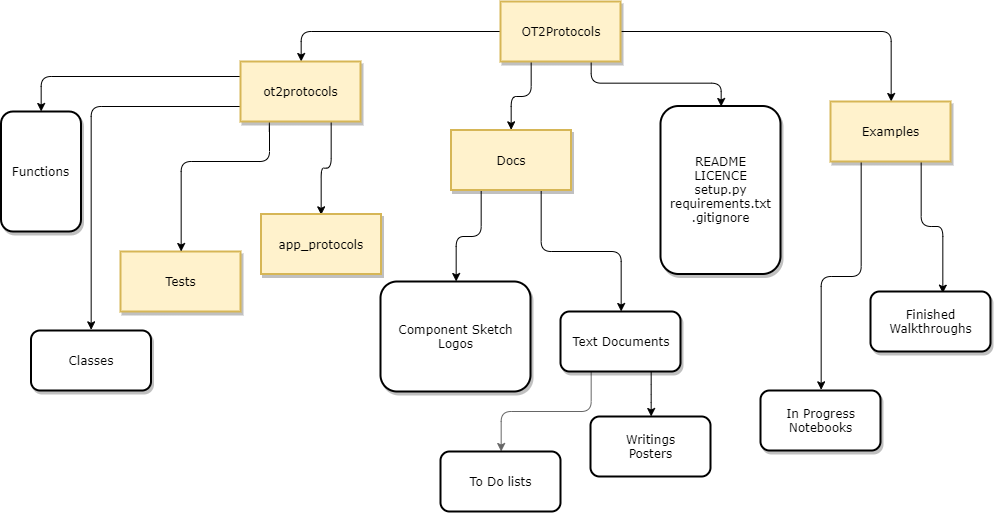 OT2Protocols
ot2protocols
Docs
README
LICENCE
setup.py
requirements.txt
.gitignore
Examples
Functions
app_protocols
Tests
Component Sketch
Logos
Text Documents
Finished
Walkthroughs
Classes
In Progress
Notebooks
Writings
Posters
To Do lists